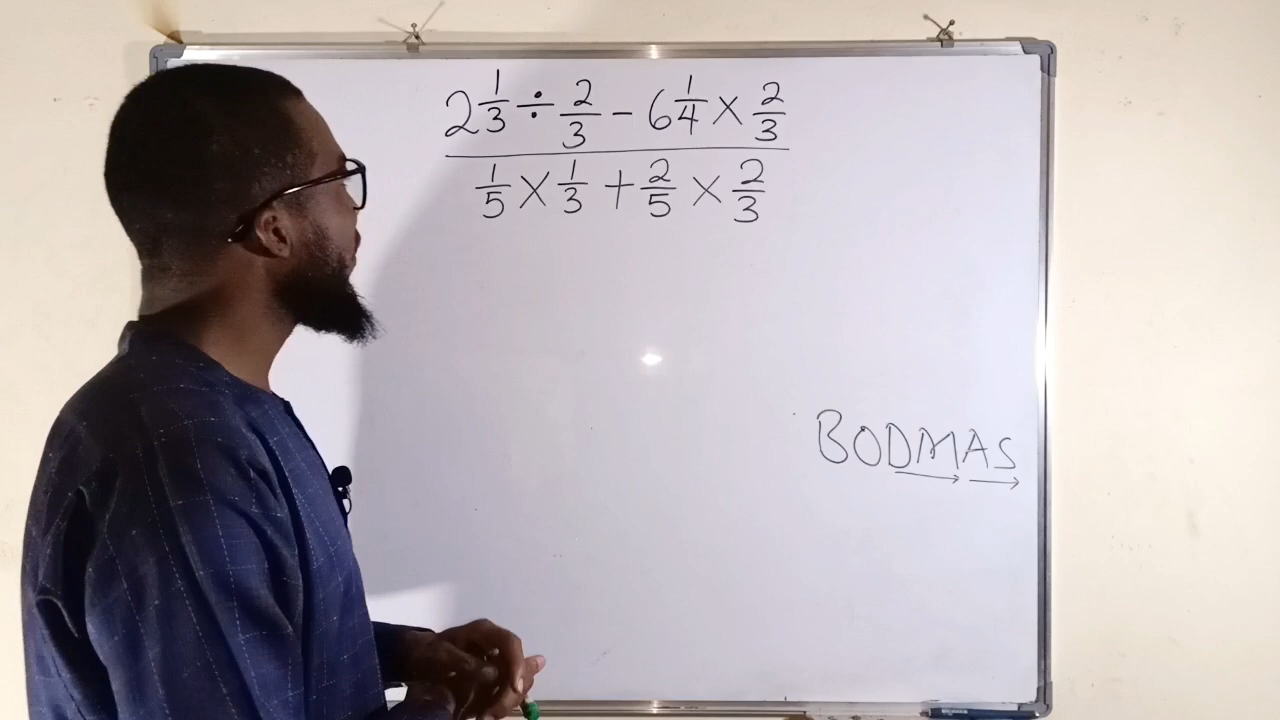 2 1/3 ÷ 2/3 - 6 1/4 × 2/3
1/5 × 1/3 + 2/5 × 2/3
BODMAS